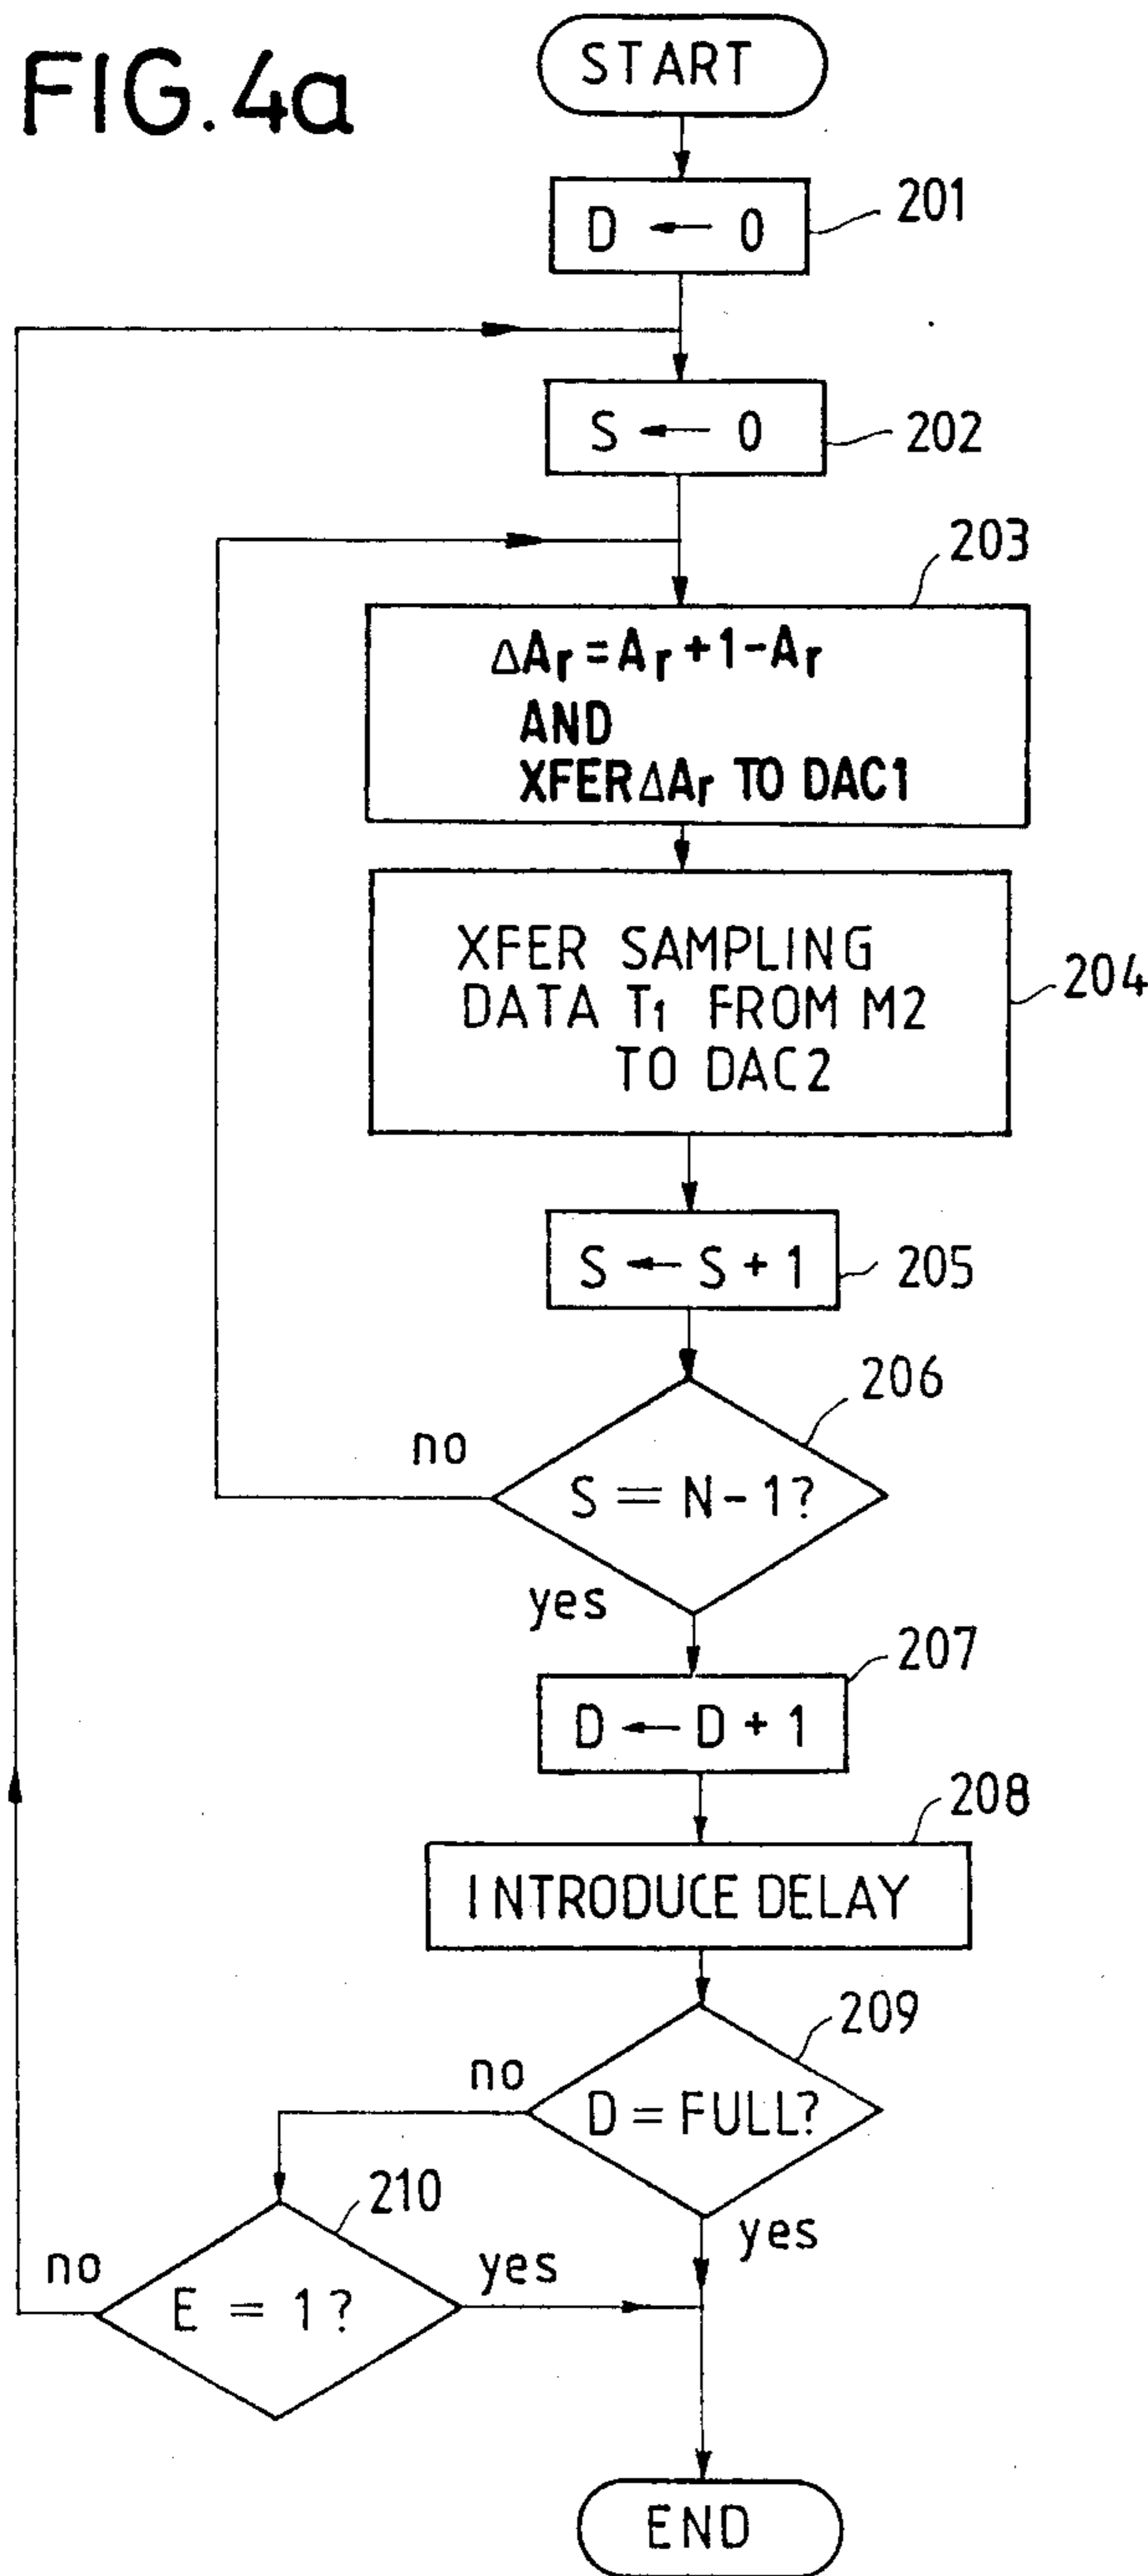 FIG. 4a
START
D ← 0
201
S ← 0
202
203
ΔAr = Ar + 1 - Ar
AND
XFER ΔAr TO DAC1
XFER SAMPLING
DATA T1 FROM M2
TO DAC2
204
S ← S + 1
205
206
no
S = N - 1?
yes
207
D ← D + 1
208
INTRODUCE DELAY
209
no
D = FULL?
210
yes
no
yes
E = 1?
END